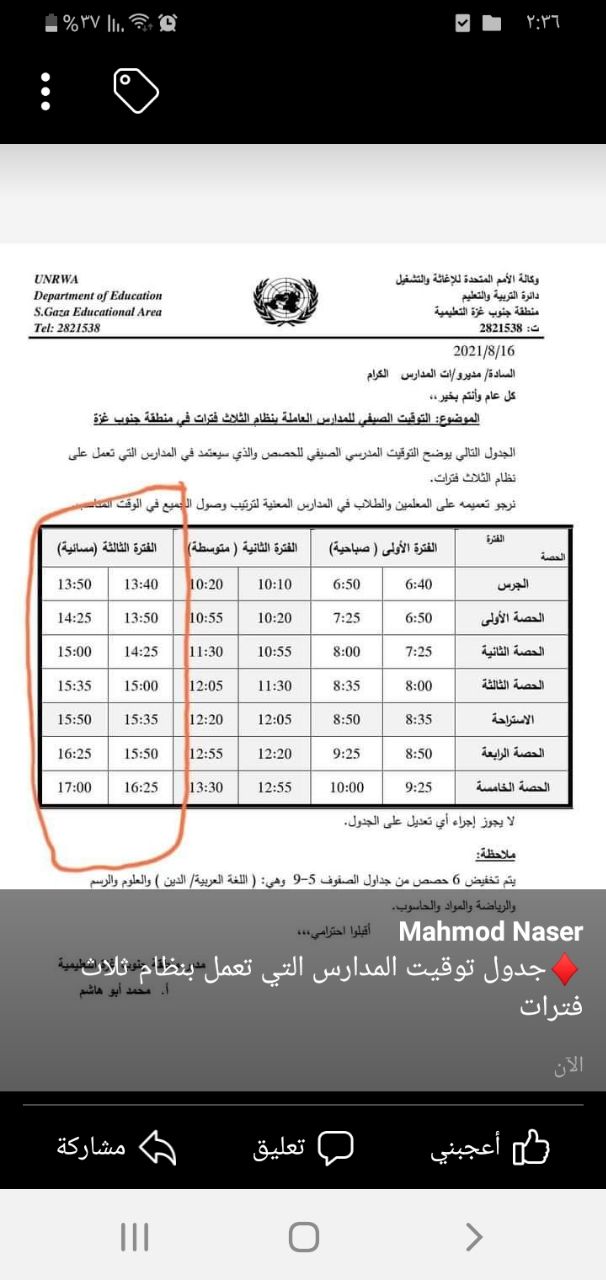 %٣٧
٢:٣٦
UNRWA
Department of Education
S.Gaza Educational Area
Tel: 2821538
وكالة الأمم المتحدة للإغاثة والتشغيل
دائرة التربية والتعليم
منطقة جنوب غزة التعليمية
ت: 2821538
2021/8/16
السادة/ مديرو/ات المدارس الكرام
كل عام وأنتم بخير،،
الموضوع: التوقيت الصيفي للمدارس العاملة بنظام الثلاث فترات في منطقة جنوب غزة
الجدول التالي يوضح التوقيت المدرسي الصيفي للحصص والذي سيعتمد في المدارس التي تعمل على
نظام الثلاث فترات.
نرجو تعميمه على المعلمين والطلاب في المدارس المعنية لترتيب وصول الجميع في الوقت المناسب.
الفترة
الحصة
الفترة الأولى ( صباحية) الفترة الثانية ( متوسطة) الفترة الثالثة (مسائية)
الجرس 6:40 6:50 10:10 10:20 13:40 13:50
الحصة الأولى 6:50 7:25 10:20 10:55 13:50 14:25
الحصة الثانية 7:25 8:00 10:55 11:30 14:25 15:00
الحصة الثالثة 8:00 8:35 11:30 12:05 15:00 15:35
الاستراحة 8:35 8:50 12:05 12:20 15:35 15:50
الحصة الرابعة 8:50 9:25 12:20 12:55 15:50 16:25
الحصة الخامسة 9:25 10:00 12:55 13:30 16:25 17:00
لا يجوز إجراء أي تعديل على الجدول.
ملاحظة:
يتم تخفيض 6 حصص من جداول الصفوف 5-9 وهي: ( اللغة العربية/ الدين ) والعلوم والرسم
والرياضة والمواد والحاسوب.
أقبلوا احترامي،،،
مدير منطقة جنوب غزة التعليمية
أ. محمد أبو هاشم
Mahmod Naser
جدول توقيت المدارس التي تعمل بنظام ثلاث
فترات
الآن
أعجبني
تعليق
مشاركة